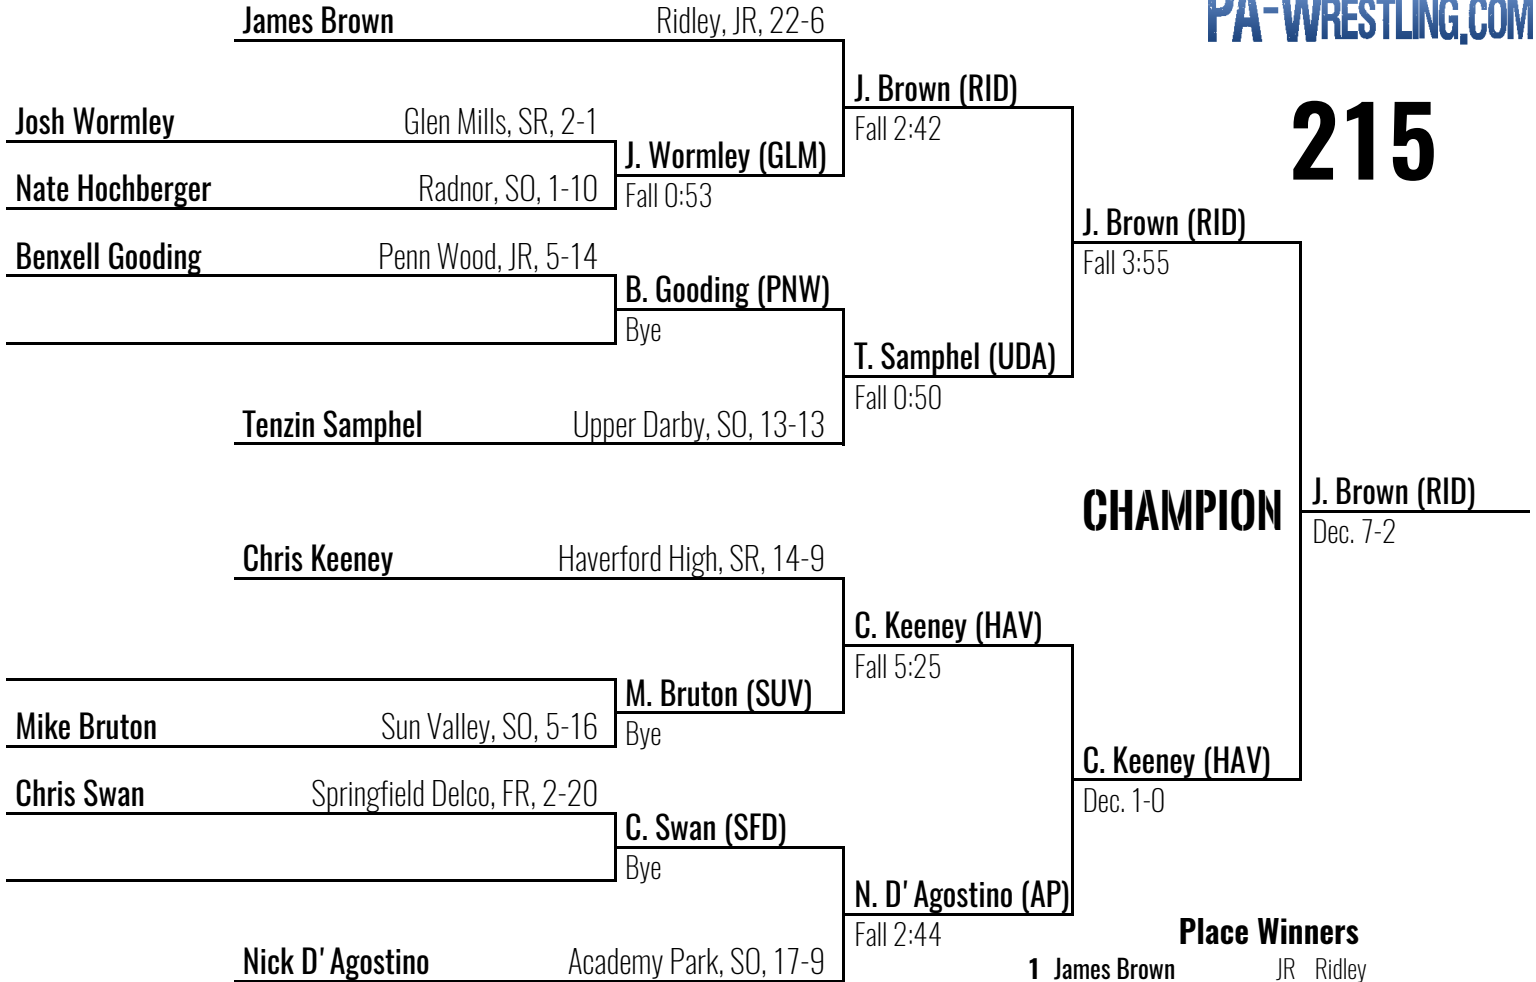 PA-WRESTLING.COM
215
James Brown Ridley, JR, 22-6
J. Brown (RID)
Fall 2:42
Josh Wormley Glen Mills, SR, 2-1
J. Wormley (GLM)
Fall 0:53
Nate Hochberger Radnor, SO, 1-10
J. Brown (RID)
Fall 3:55
Benxell Gooding Penn Wood, JR, 5-14
B. Gooding (PNW)
Bye
T. Samphel (UDA)
Fall 0:50
Tenzin Samphel Upper Darby, SO, 13-13
CHAMPION
J. Brown (RID)
Dec. 7-2
Chris Keeney Haverford High, SR, 14-9
C. Keeney (HAV)
Fall 5:25
M. Bruton (SUV)
Bye
Mike Bruton Sun Valley, SO, 5-16
C. Keeney (HAV)
Dec. 1-0
Chris Swan Springfield Delco, FR, 2-20
C. Swan (SFD)
Bye
N. D'Agostino (AP)
Fall 2:44
Nick D'Agostino Academy Park, SO, 17-9
Place Winners
1 James Brown JR Ridley